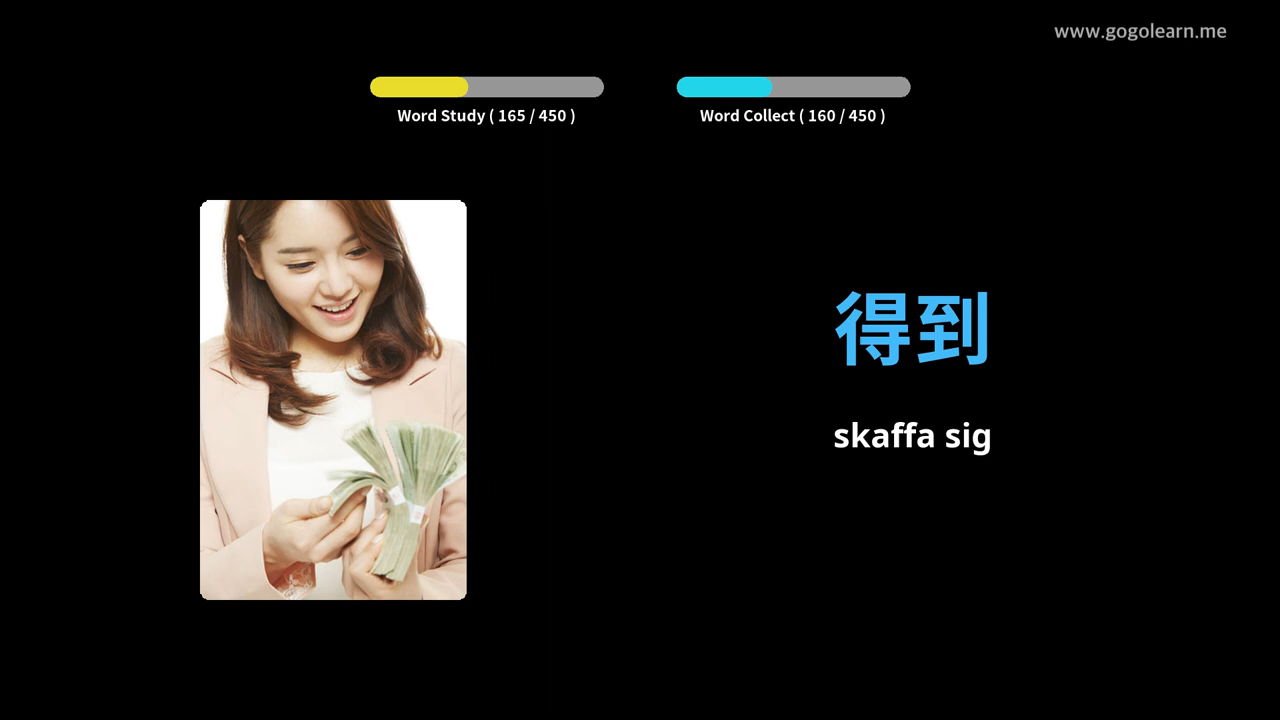 www.gogolearn.me
Word Study ( 165 / 450 )
Word Collect ( 160 / 450 )
得到
skaffa sig